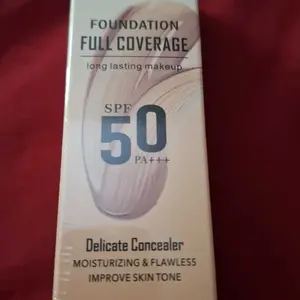 FOUNDATION
FULL COVERAGE
long lasting makeup
SPF
50
PA+++
Delicate Concealer
MOISTURIZING & FLAWLESS
IMPROVE SKIN TONE